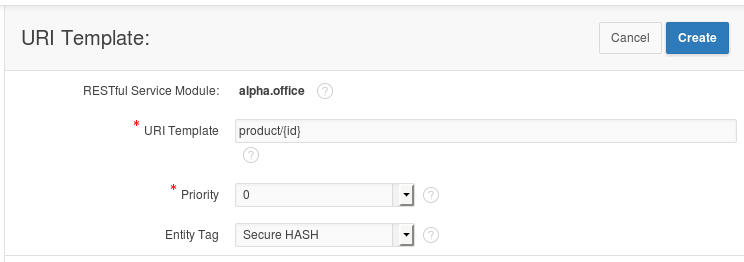 URI Template: Cancel Create
RESTful Service Module: alpha.office ?
* URI Template product/{id}
?
* Priority 0 ?
Entity Tag Secure HASH ?